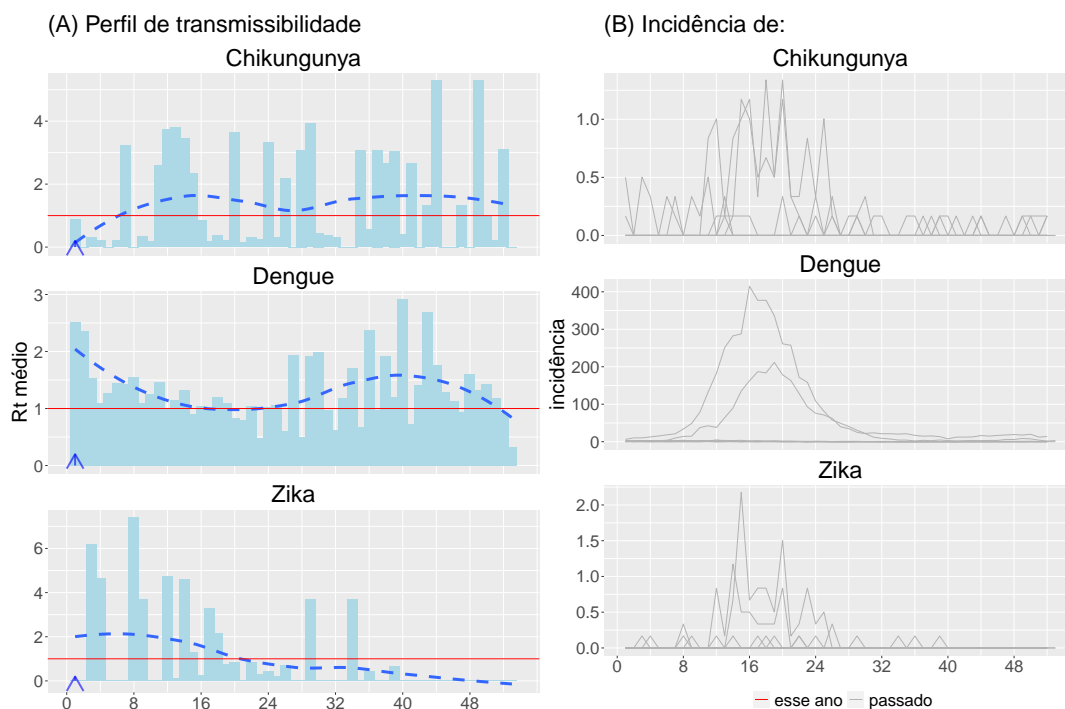 (A) Perfil de transmissibilidade
Chikungunya
4
2
0
Dengue
3
2
1
0
Zika
6
4
2
0
0 8 16 24 32 40 48
Rt médio
(B) Incidência de:
Chikungunya
1.0
0.5
0.0
Dengue
400
300
200
100
0
Zika
2.0
1.5
1.0
0.5
0.0
0 8 16 24 32 40 48
incidência
esse ano passado